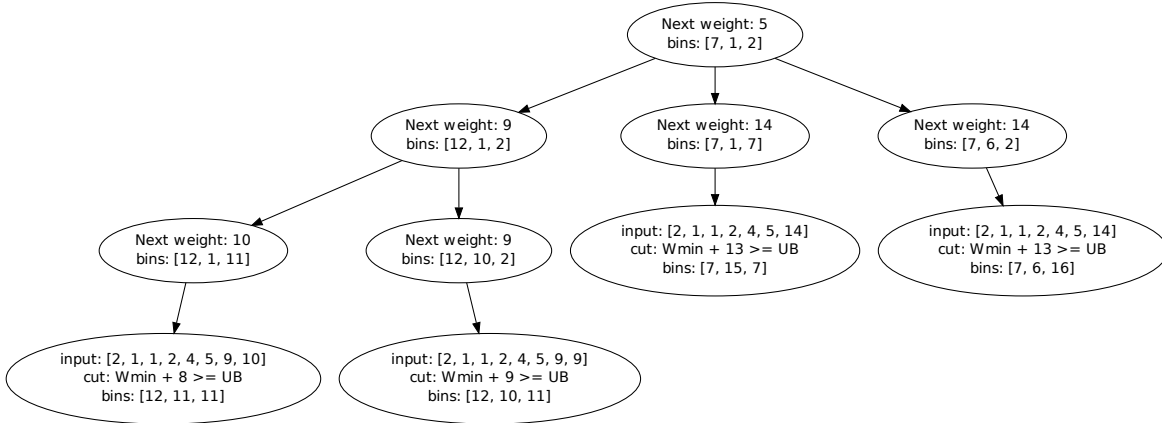 Next weight: 5
bins: [7, 1, 2]
Next weight: 9
bins: [12, 1, 2]
Next weight: 14
bins: [7, 1, 7]
Next weight: 14
bins: [7, 6, 2]
Next weight: 10
bins: [12, 1, 11]
Next weight: 9
bins: [12, 10, 2]
input: [2, 1, 1, 2, 4, 5, 14]
cut: Wmin + 13 >= UB
bins: [7, 15, 7]
input: [2, 1, 1, 2, 4, 5, 14]
cut: Wmin + 13 >= UB
bins: [7, 6, 16]
input: [2, 1, 1, 2, 4, 5, 9, 10]
cut: Wmin + 8 >= UB
bins: [12, 11, 11]
input: [2, 1, 1, 2, 4, 5, 9, 9]
cut: Wmin + 9 >= UB
bins: [12, 10, 11]